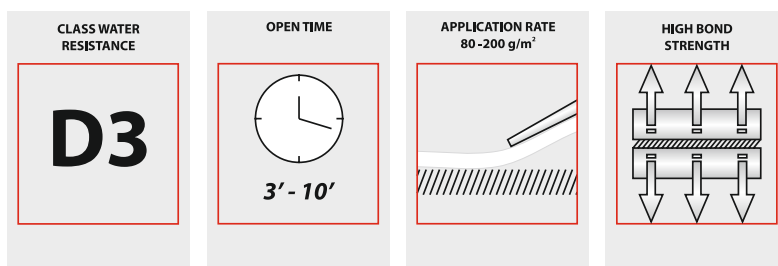 CLASS WATER
RESISTANCE
D3
OPEN TIME
3' - 10'
APPLICATION RATE
80 -200 g/m²
HIGH BOND
STRENGTH